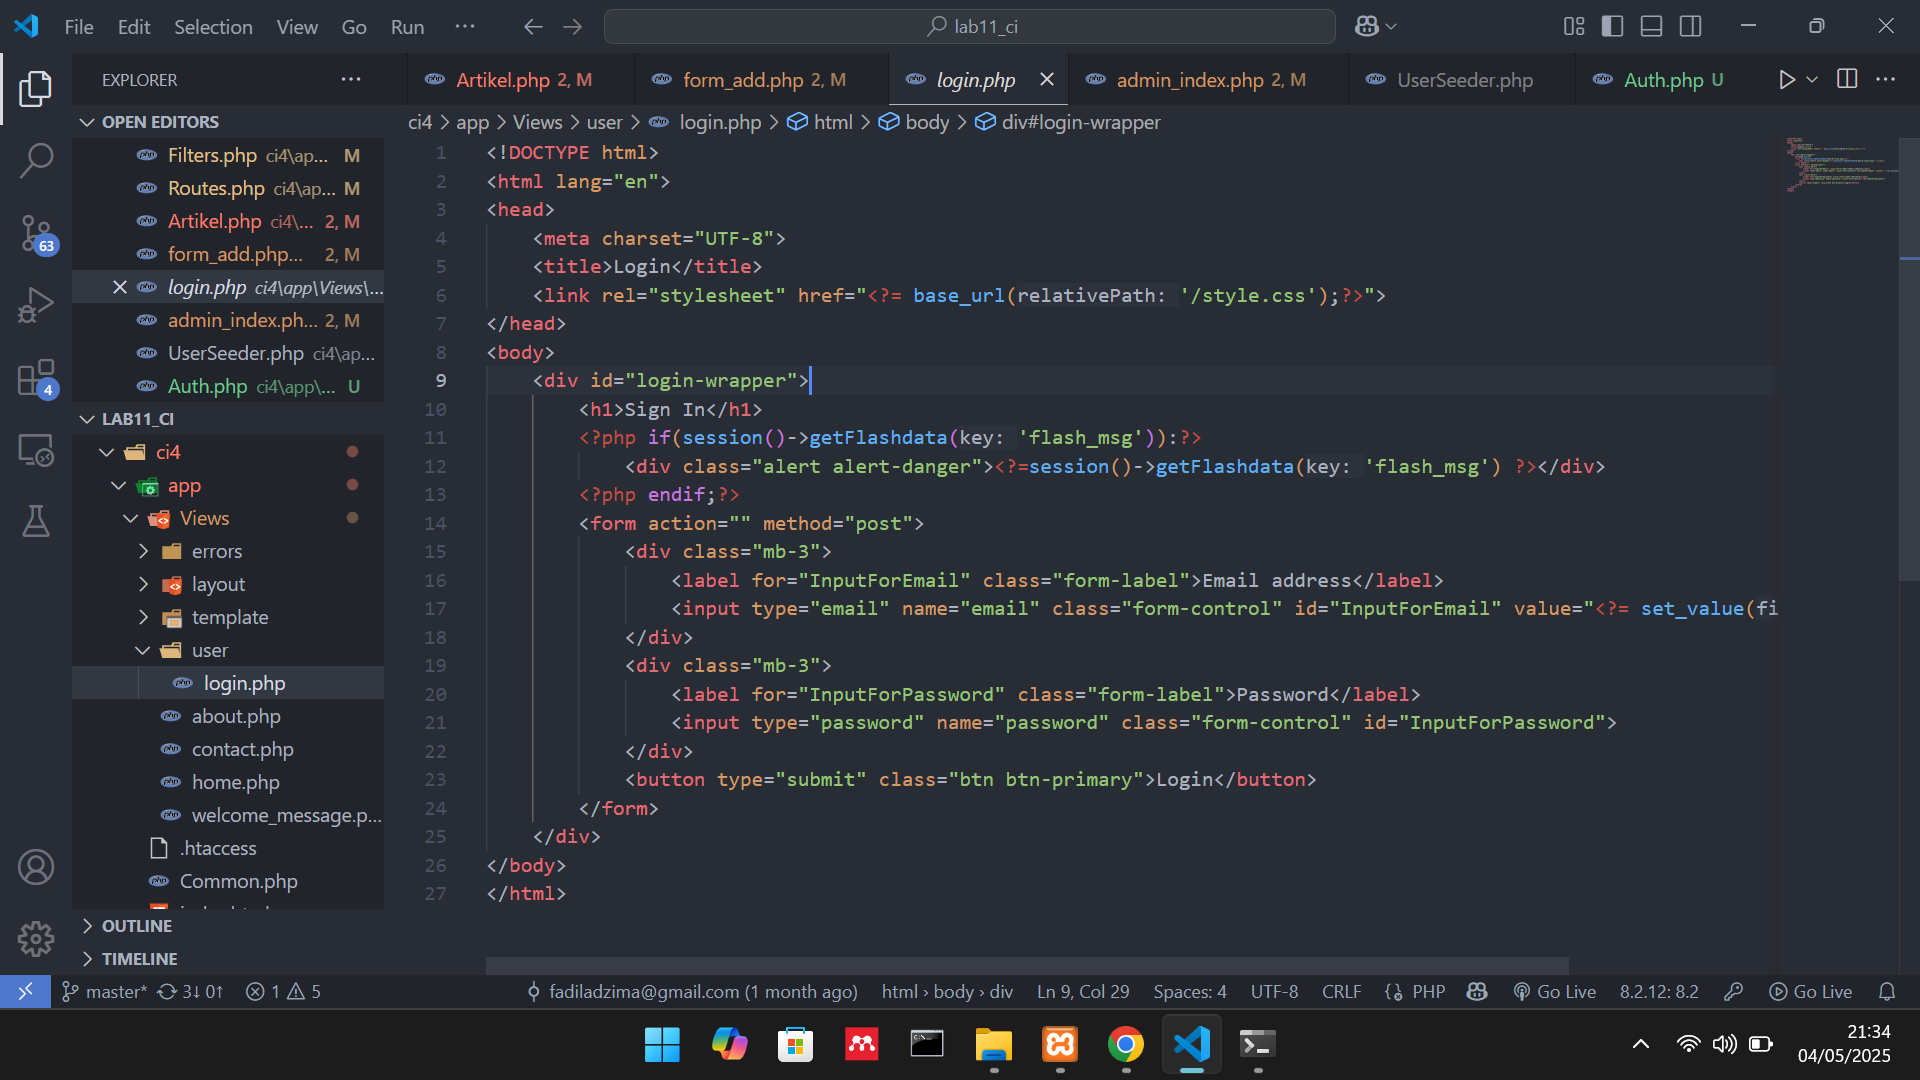 File Edit Selection View Go Run ··· lab11_ci
EXPLORER ···
Artikel.php 2, M form_add.php 2, M login.php admin_index.php 2, M UserSeeder.php Auth.php U
ci4 > app > Views > user > login.php > html > body > div#login-wrapper
OPEN EDITORS
Filters.php ci4\ap... M
Routes.php ci4\ap... M
Artikel.php ci4\... 2, M
form_add.php... 2, M
login.php ci4\app\Views\...
admin_index.ph... 2, M
UserSeeder.php ci4\ap...
Auth.php ci4\app\... U
LAB11_CI
ci4
app
Views
errors
layout
template
user
login.php
about.php
contact.php
home.php
welcome_message.p...
.htaccess
Common.php
OUTLINE
TIMELINE
63
4
1 <!DOCTYPE html>
2 <html lang="en">
3 <head>
4 <meta charset="UTF-8">
5 <title>Login</title>
6 <link rel="stylesheet" href="<?= base_url(relativePath: '/style.css');?>">
7 </head>
8 <body>
9 <div id="login-wrapper">
10 <h1>Sign In</h1>
11 <?php if(session()->getFlashdata(key: 'flash_msg')):?>
12 <div class="alert alert-danger"><?=session()->getFlashdata(key: 'flash_msg') ?></div>
13 <?php endif;?>
14 <form action="" method="post">
15 <div class="mb-3">
16 <label for="InputForEmail" class="form-label">Email address</label>
17 <input type="email" name="email" class="form-control" id="InputForEmail" value="<?= set_value(fi
18 </div>
19 <div class="mb-3">
20 <label for="InputForPassword" class="form-label">Password</label>
21 <input type="password" name="password" class="form-control" id="InputForPassword">
22 </div>
23 <button type="submit" class="btn btn-primary">Login</button>
24 </form>
25 </div>
26 </body>
27 </html>
master* 3↓ 0↑ 1 5 fadiladzima@gmail.com (1 month ago) html › body › div Ln 9, Col 29 Spaces: 4 UTF-8 CRLF PHP Go Live 8.2.12: 8.2 Go Live
21:34
04/05/2025